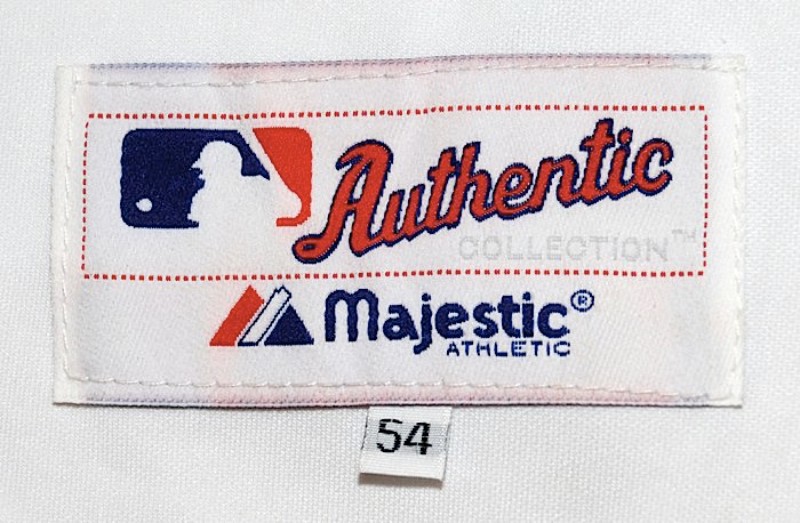 Authentic
COLLECTION™
Majestic®
ATHLETIC
54